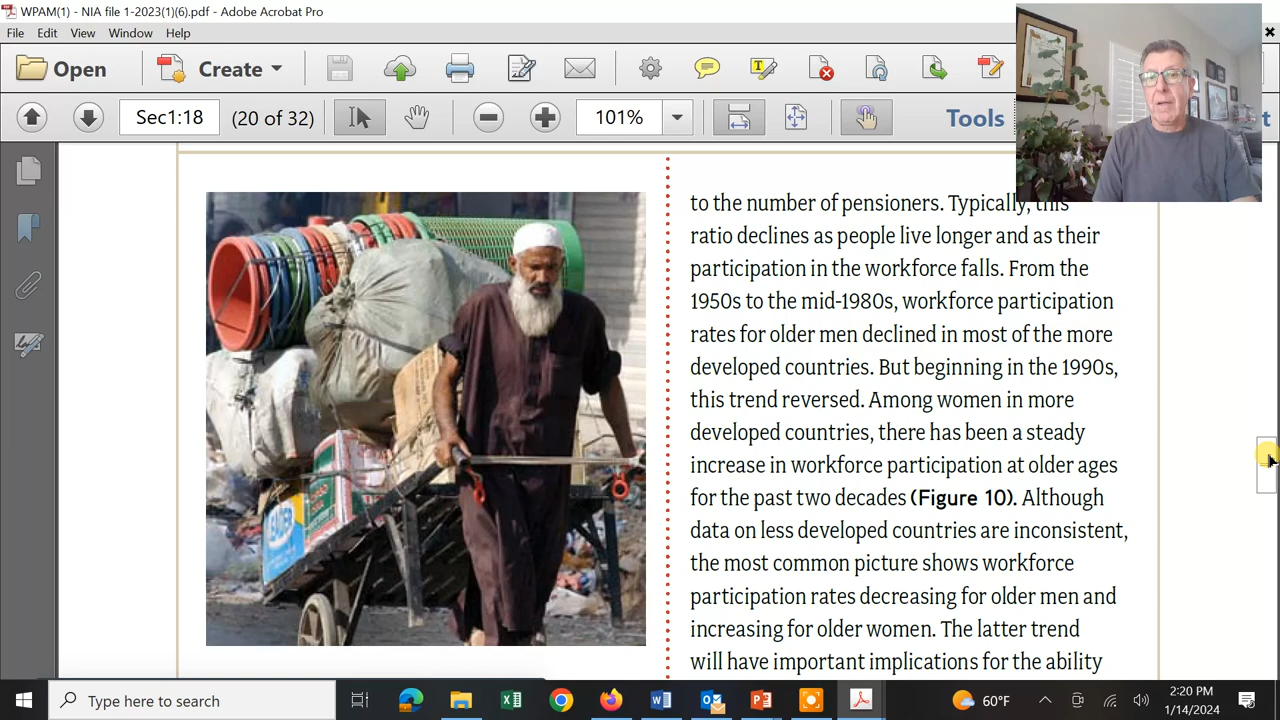 WPAM(1) - NIA file 1-2023(1)(6).pdf - Adobe Acrobat Pro
File Edit View Window Help
Open Create
Sec1:18 (20 of 32) 101% Tools
to the number of pensioners. Typically, this
ratio declines as people live longer and as their
participation in the workforce falls. From the
1950s to the mid-1980s, workforce participation
rates for older men declined in most of the more
developed countries. But beginning in the 1990s,
this trend reversed. Among women in more
developed countries, there has been a steady
increase in workforce participation at older ages
for the past two decades (Figure 10). Although
data on less developed countries are inconsistent,
the most common picture shows workforce
participation rates decreasing for older men and
increasing for older women. The latter trend
will have important implications for the ability
LEADER
Type here to search
60°F
2:20 PM
1/14/2024